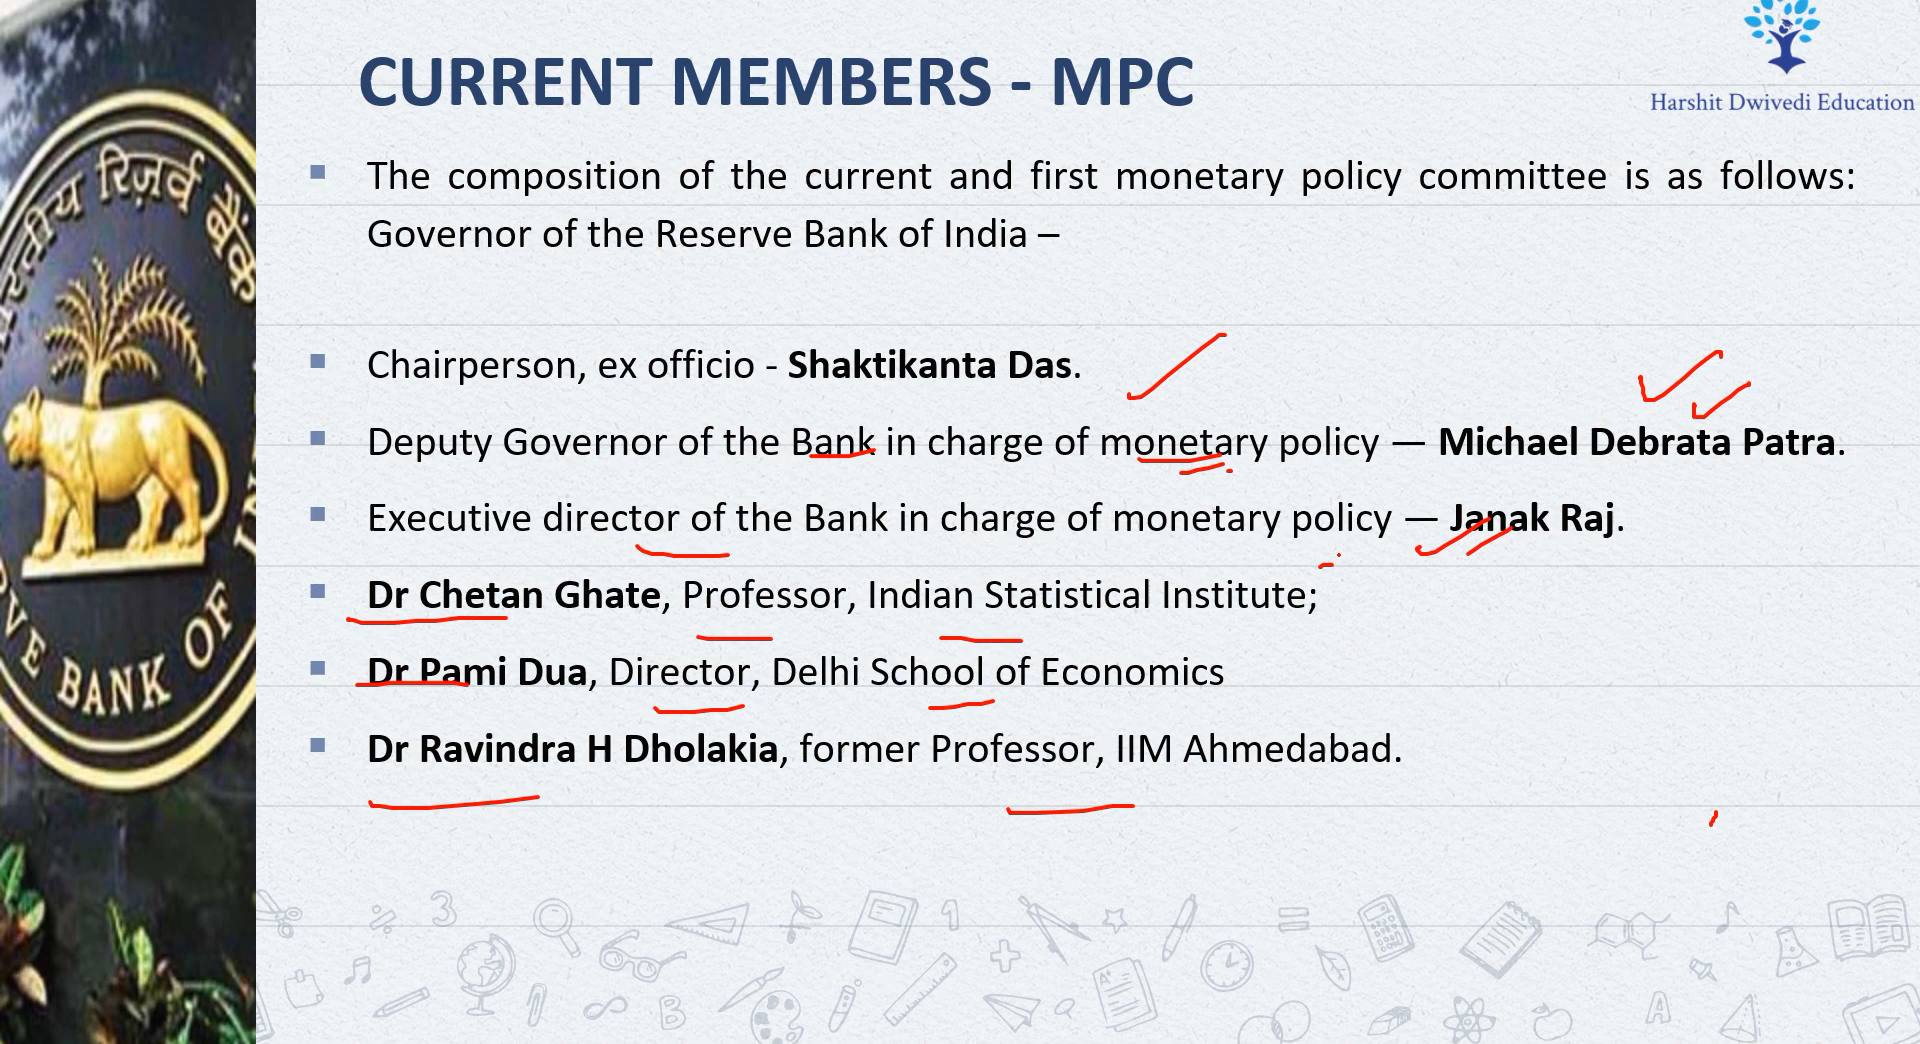 CURRENT MEMBERS - MPC
Harshit Dwivedi Education
The composition of the current and first monetary policy committee is as follows:
Governor of the Reserve Bank of India –
Chairperson, ex officio - Shaktikanta Das.
Deputy Governor of the Bank in charge of monetary policy — Michael Debrata Patra.
Executive director of the Bank in charge of monetary policy — Janak Raj.
Dr Chetan Ghate, Professor, Indian Statistical Institute;
Dr Pami Dua, Director, Delhi School of Economics
Dr Ravindra H Dholakia, former Professor, IIM Ahmedabad.
रिज़र्व बैंक
BANK OF